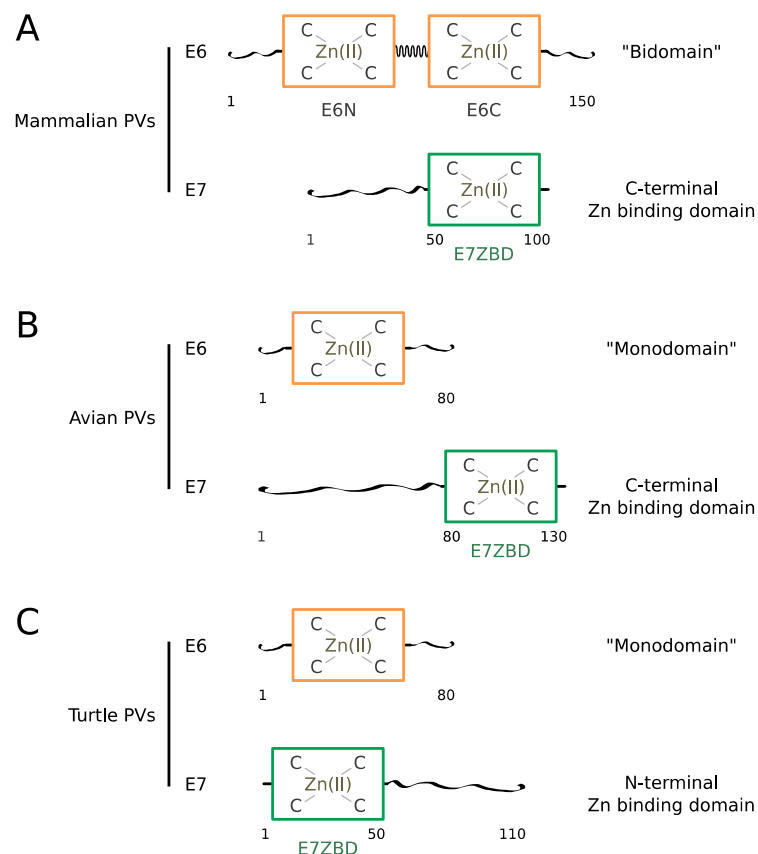 A
E6
C C
Zn(II)
C C
C C
Zn(II)
C C
"Bidomain"
1
E6N
E6C
150
Mammalian PVs
E7
C C
Zn(II)
C C
C-terminal
Zn binding domain
1
50
100
E7ZBD
B
E6
C C
Zn(II)
C C
"Monodomain"
1
80
Avian PVs
E7
C C
Zn(II)
C C
C-terminal
Zn binding domain
1
80
130
E7ZBD
C
E6
C C
Zn(II)
C C
"Monodomain"
1
80
Turtle PVs
E7
C C
Zn(II)
C C
N-terminal
Zn binding domain
1
50
110
E7ZBD